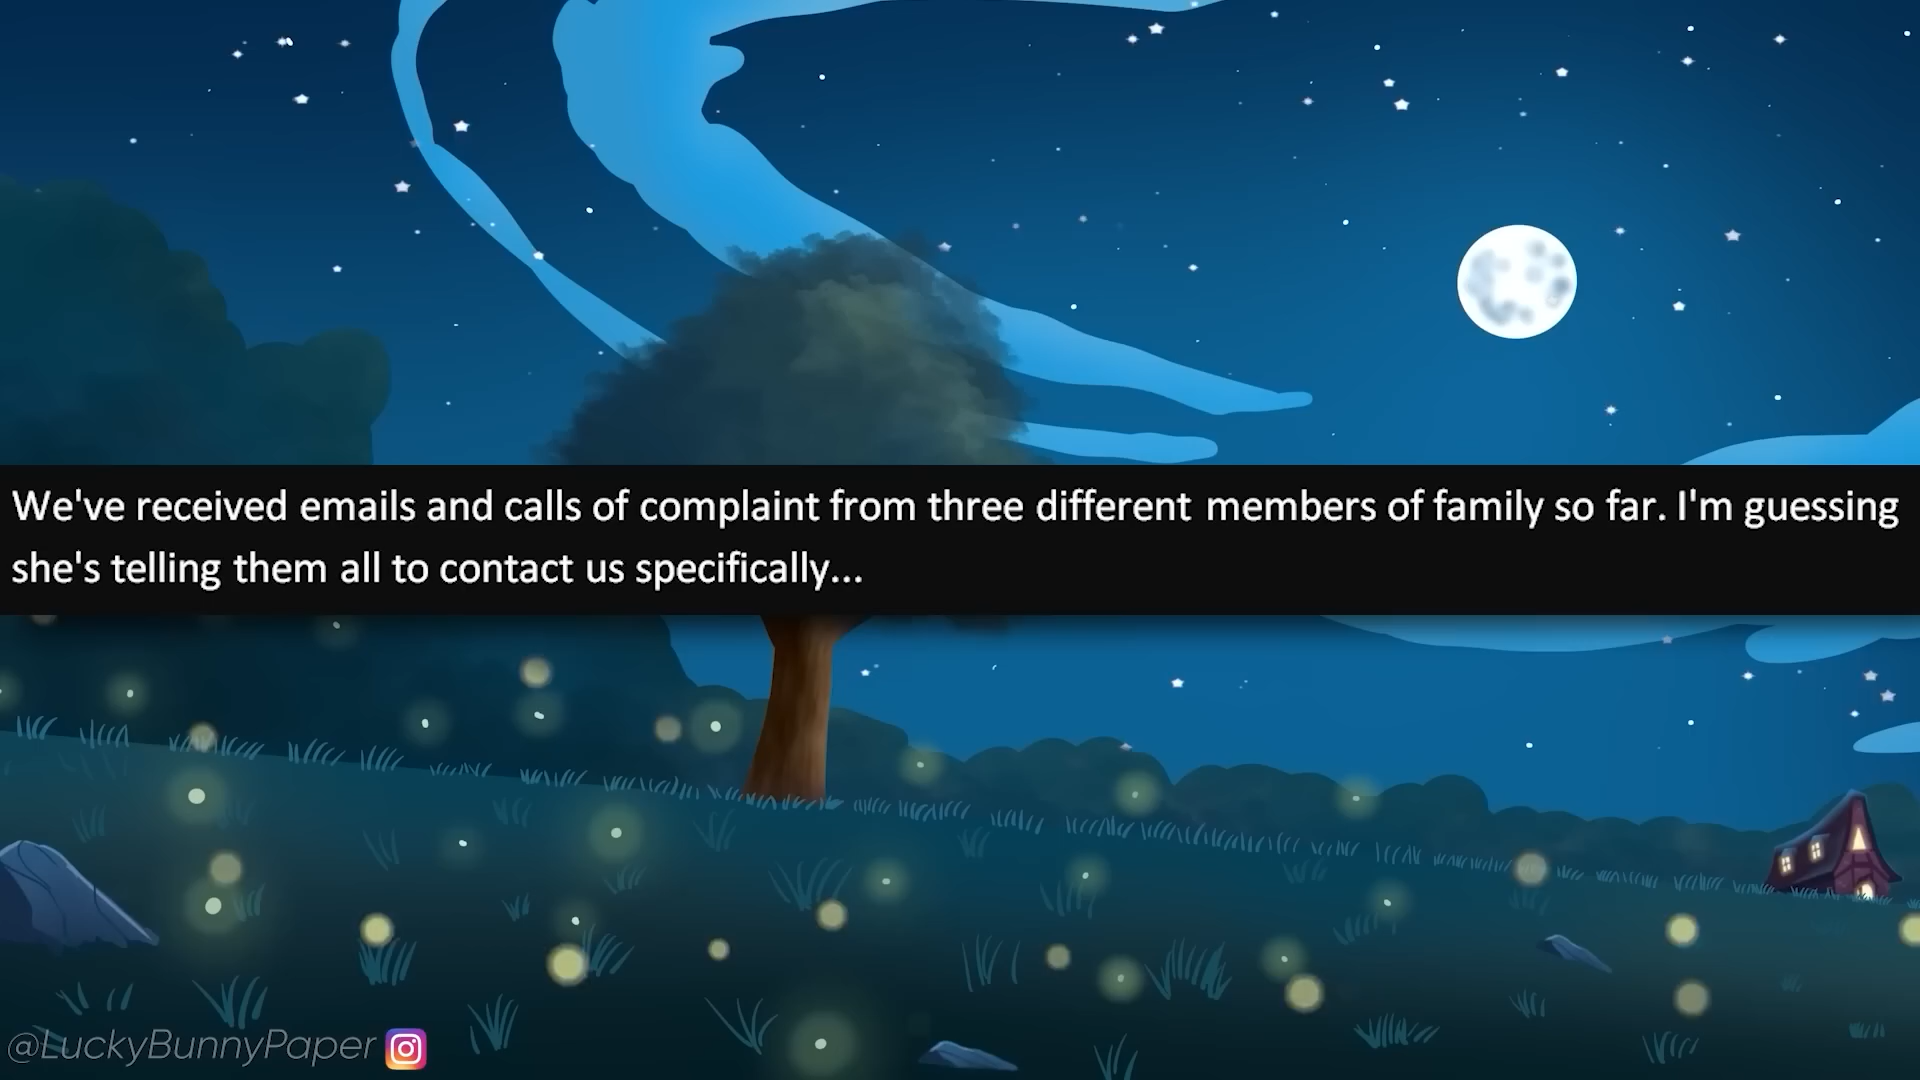 We've received emails and calls of complaint from three different members of family so far. I'm guessing
she's telling them all to contact us specifically...
@LuckyBunnyPaper